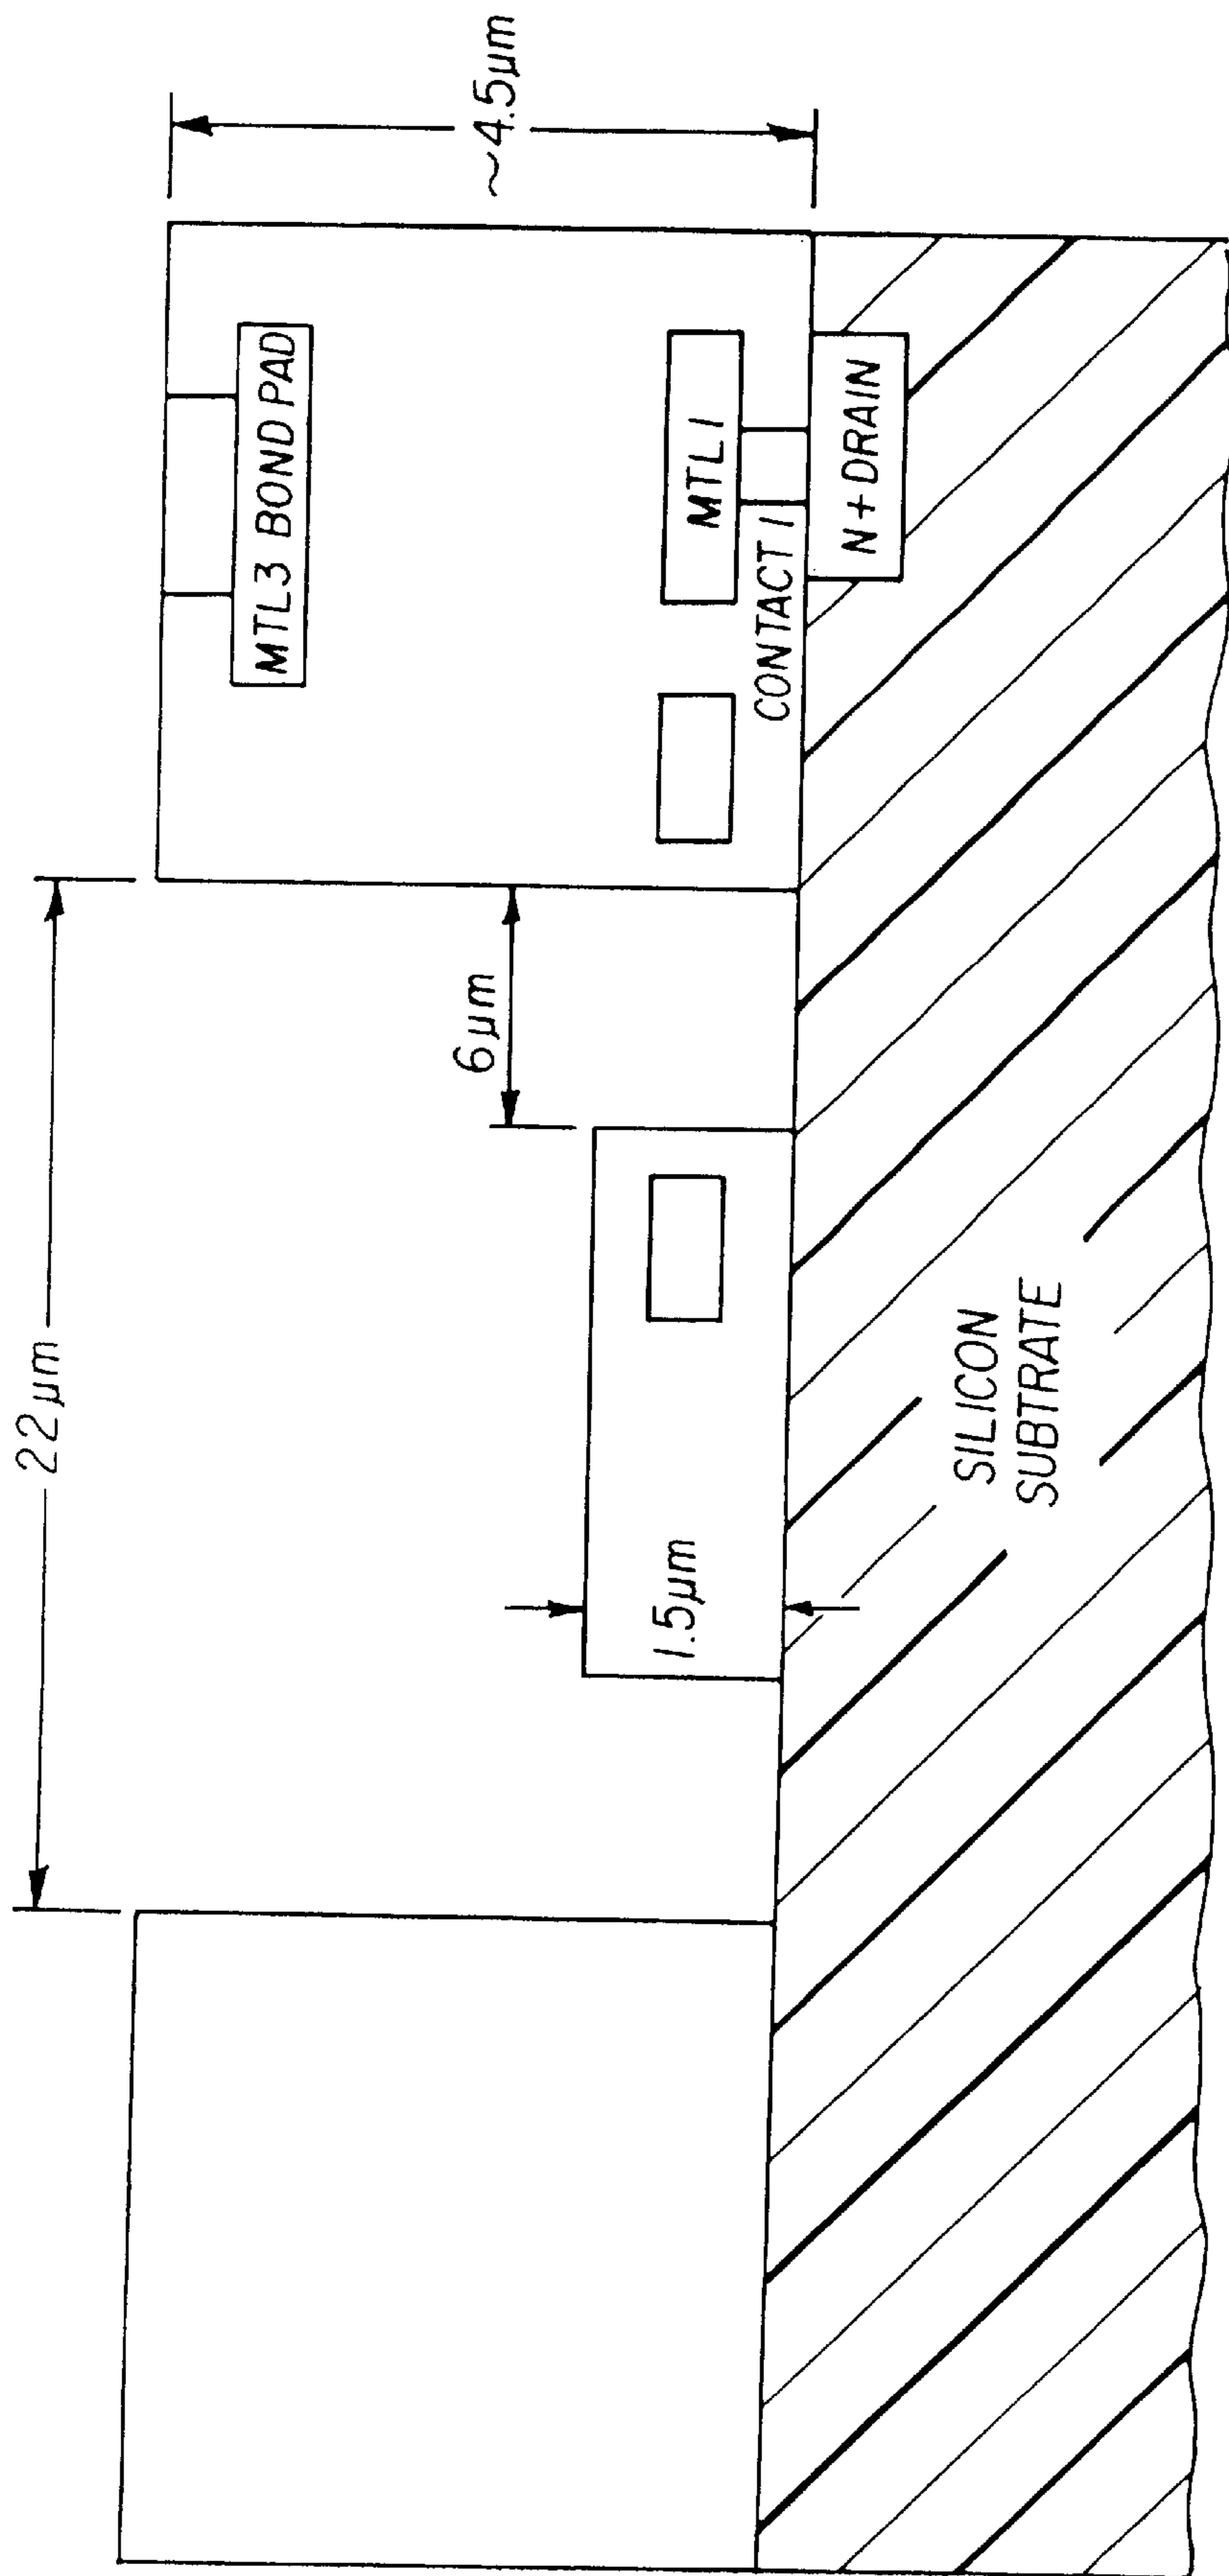 22µm
~4.5µm
MTL3 BOND PAD
6µm
MTL1
CONTACT 1
1.5µm
N+DRAIN
SILICON
SUBTRATE